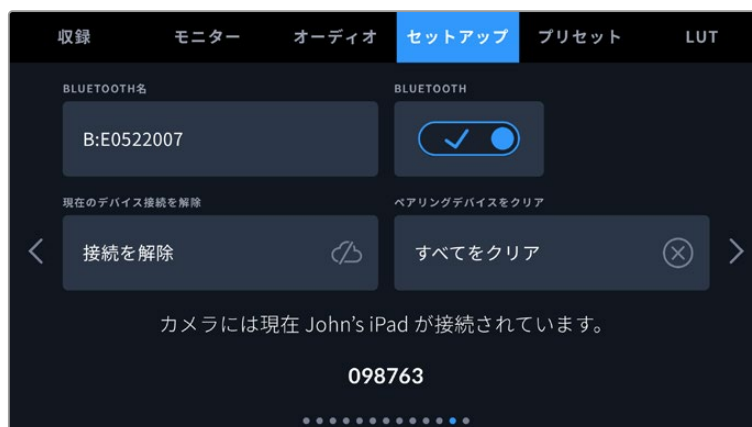 収録 モニター オーディオ セットアップ プリセット LUT
BLUETOOTH名 BLUETOOTH
B:E0522007
現在のデバイス接続を解除 ペアリングデバイスをクリア
接続を解除 すべてをクリア
カメラには現在 John’s iPad が接続されています。
098763